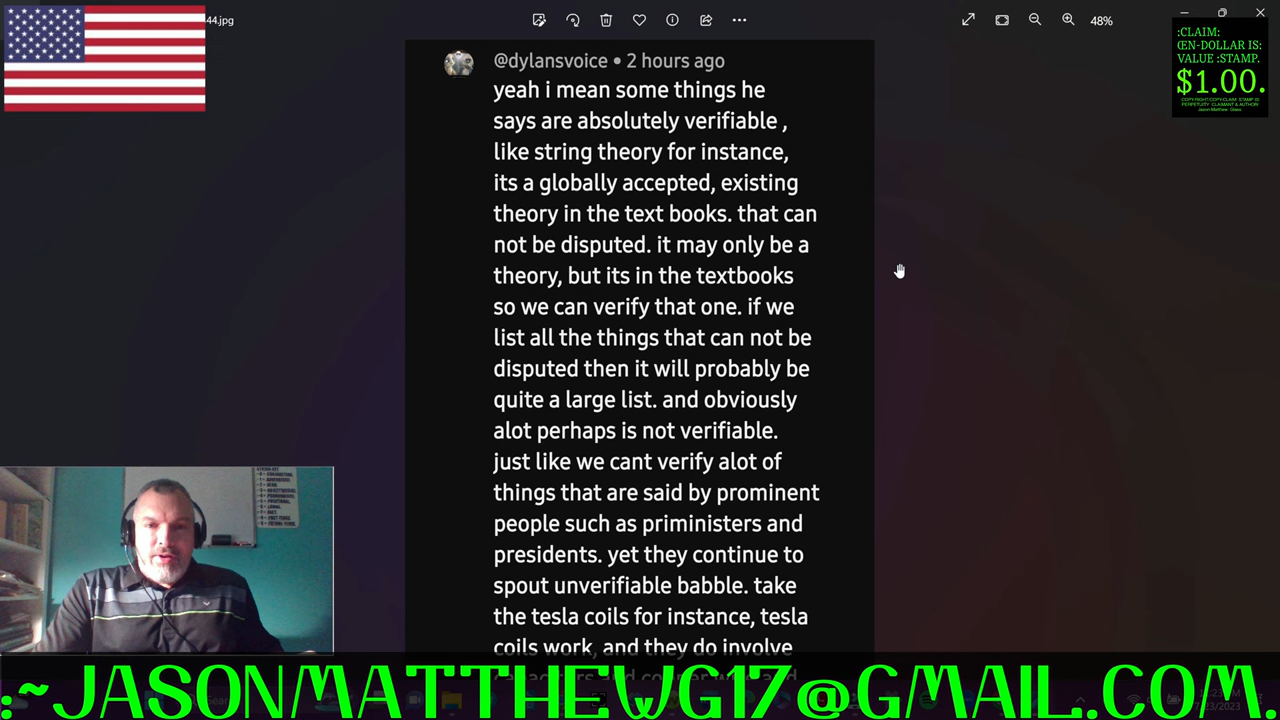 44.jpg
48%
:CLAIM:
ŒN-DOLLAR IS:
VALUE :STAMP.
$1.00.
@dylansvoice • 2 hours ago
yeah i mean some things he
says are absolutely verifiable ,
like string theory for instance,
its a globally accepted, existing
theory in the text books. that can
not be disputed. it may only be a
theory, but its in the textbooks
so we can verify that one. if we
list all the things that can not be
disputed then it will probably be
quite a large list. and obviously
alot perhaps is not verifiable.
just like we cant verify alot of
things that are said by prominent
people such as priministers and
presidents. yet they continue to
spout unverifiable babble. take
the tesla coils for instance, tesla
coils work, and they do involve
:~JASONMATTHEWG17@GMAIL.COM.